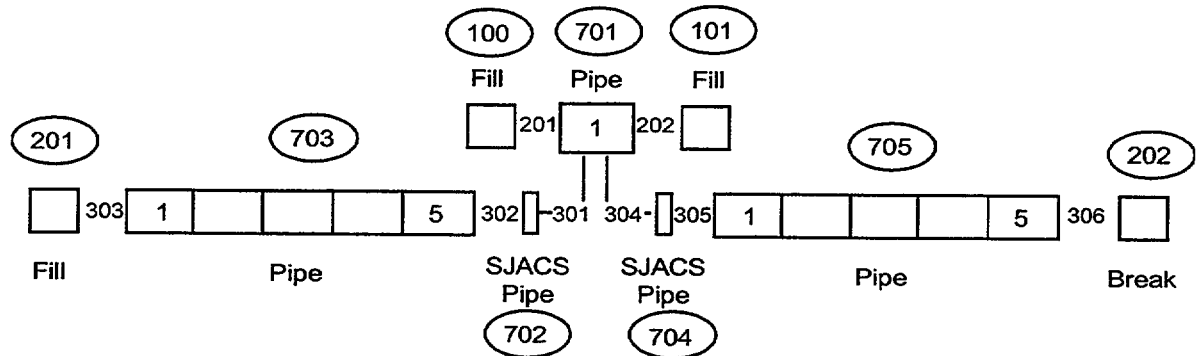 100 701 101
Fill Pipe Fill
201 703 201 1 202 705 202
303 1 5 302 301 304 305 1 5 306
Fill Pipe SJACS SJACS Pipe Break
Pipe Pipe
702 704